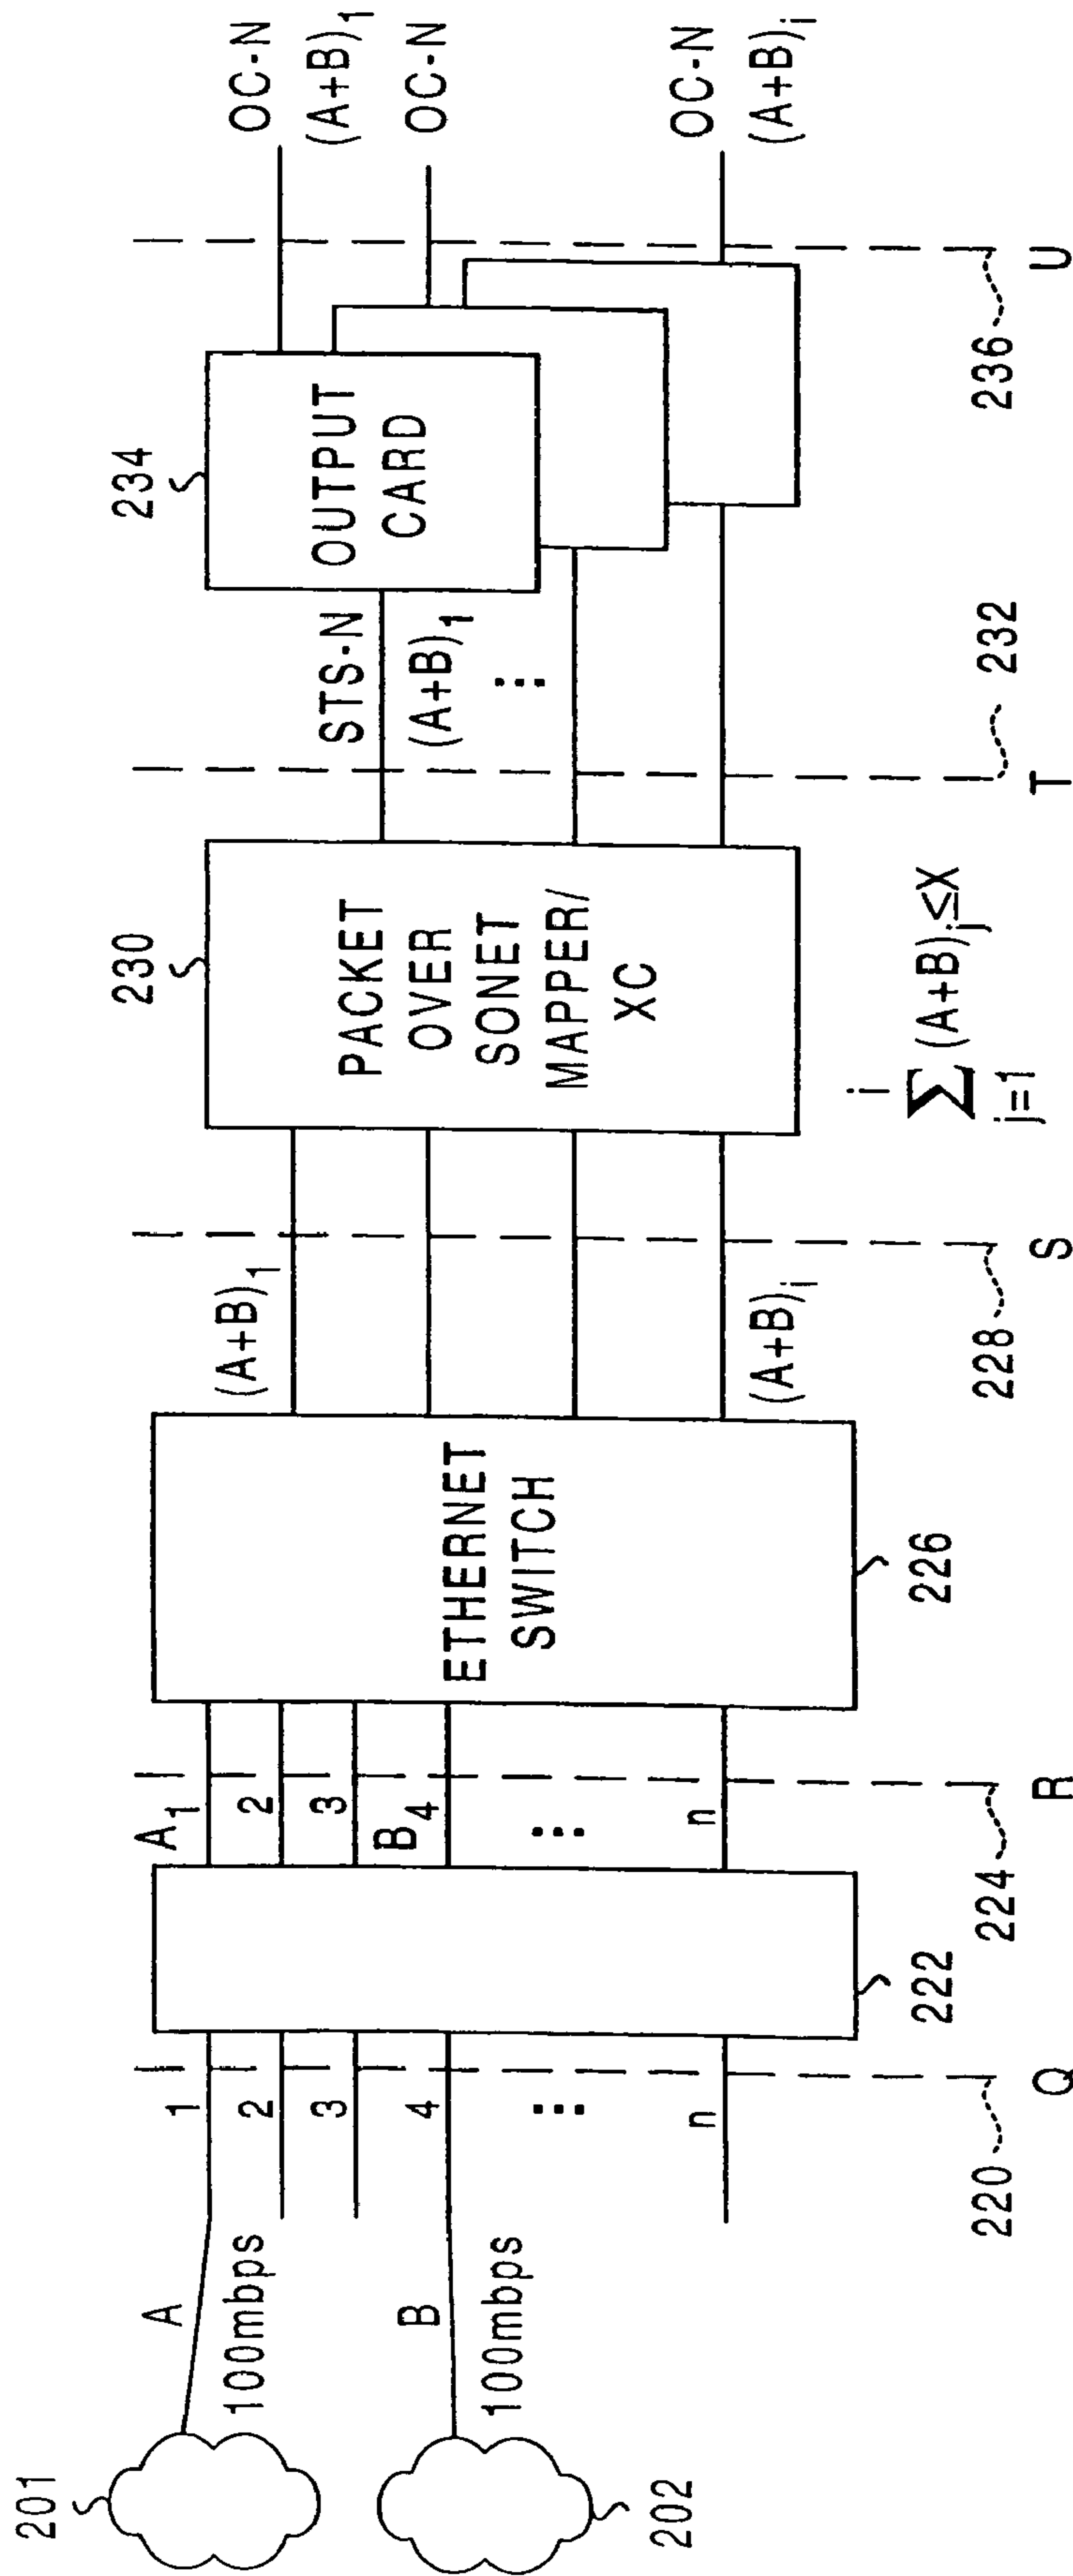 201
A
100mbps
202
B
100mbps
1
2
3
4
⋮
n
220
Q
222
A1
2
3
B4
⋮
n
224
R
ETHERNET
SWITCH
226
(A+B)1
(A+B)i
228
S
230
PACKET
OVER
SONET
MAPPER/
XC
i
∑ (A+B)j≤X
j=1
STS-N
(A+B)1
⋮
232
T
234
OUTPUT
CARD
236
U
OC-N
(A+B)1
OC-N
OC-N
(A+B)i